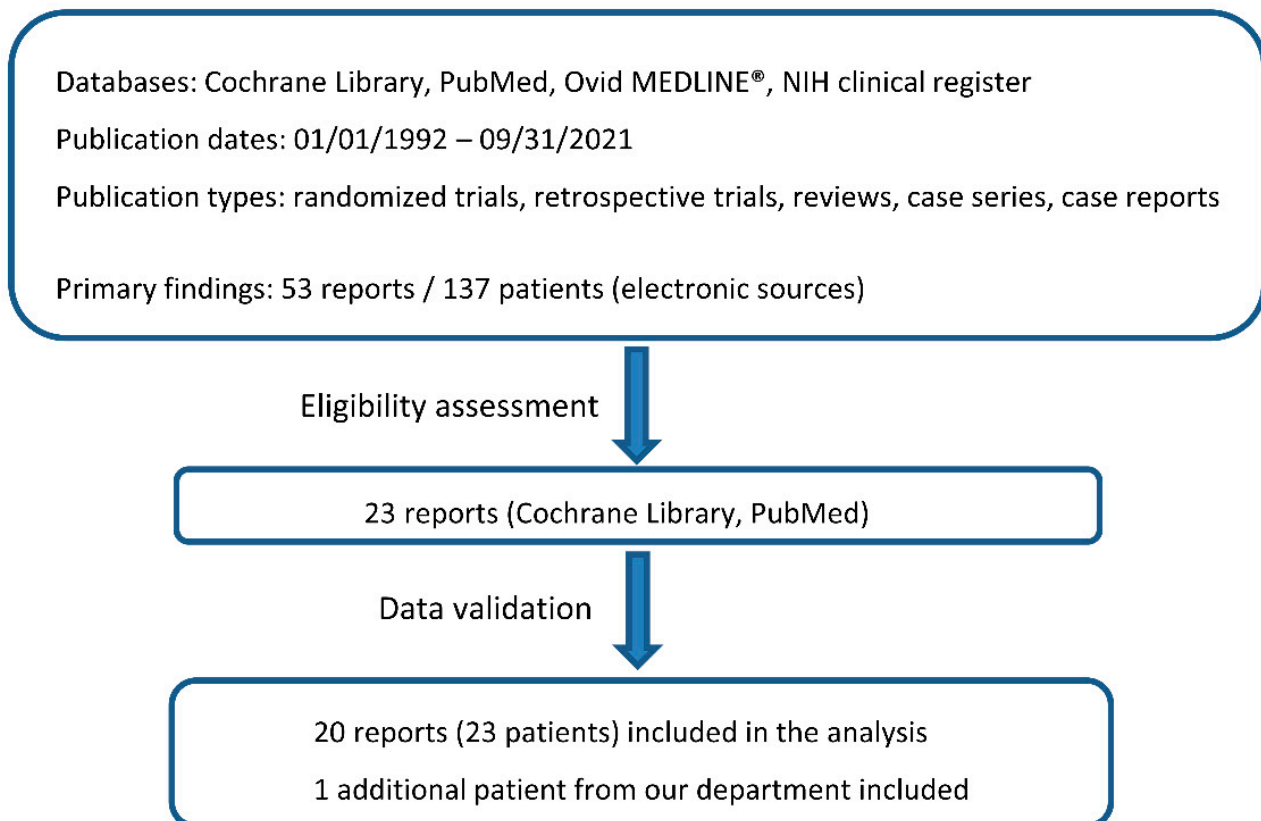 Databases: Cochrane Library, PubMed, Ovid MEDLINE®, NIH clinical register
Publication dates: 01/01/1992 – 09/31/2021
Publication types: randomized trials, retrospective trials, reviews, case series, case reports
Primary findings: 53 reports / 137 patients (electronic sources)
Eligibility assessment
23 reports (Cochrane Library, PubMed)
Data validation
20 reports (23 patients) included in the analysis
1 additional patient from our department included